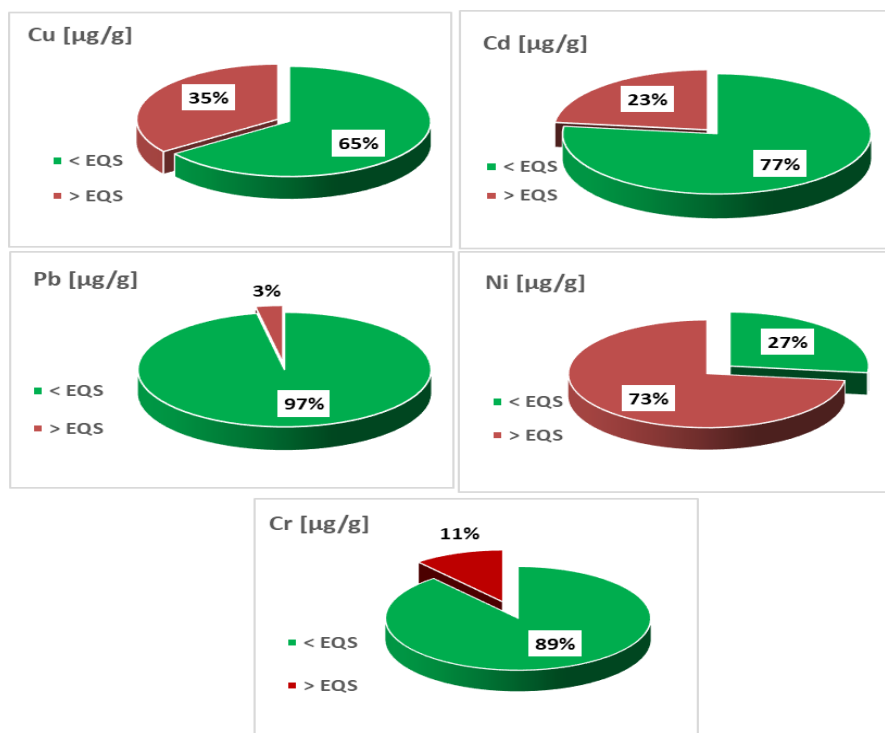 Cu [µg/g]
35%
65%
< EQS
> EQS
Cd [µg/g]
23%
77%
< EQS
> EQS
Pb [µg/g]
3%
97%
< EQS
> EQS
Ni [µg/g]
27%
73%
< EQS
> EQS
Cr [µg/g]
11%
89%
< EQS
> EQS